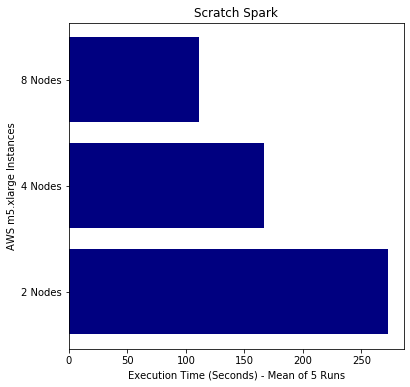 Scratch Spark
8 Nodes
4 Nodes
2 Nodes
AWS m5.xlarge Instances
0 50 100 150 200 250
Execution Time (Seconds) - Mean of 5 Runs